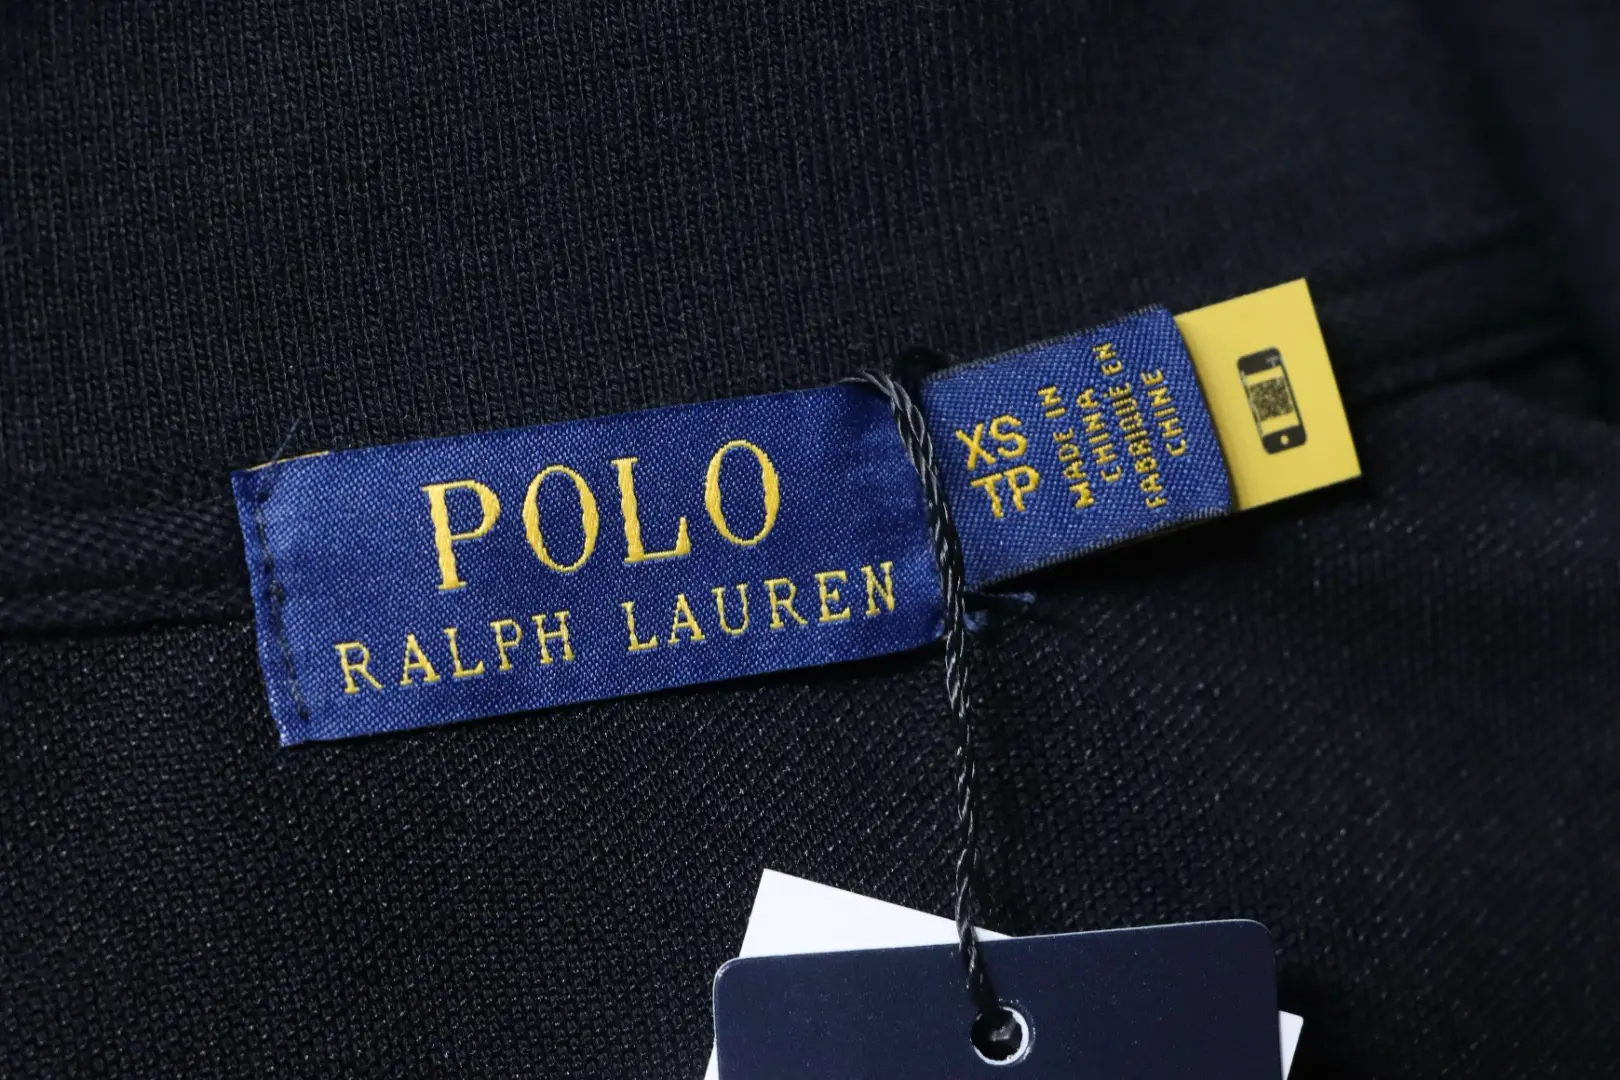 POLO
RALPH LAUREN
XS
TP
MADE IN
CHINA
FABRIQUE EN
CHINE